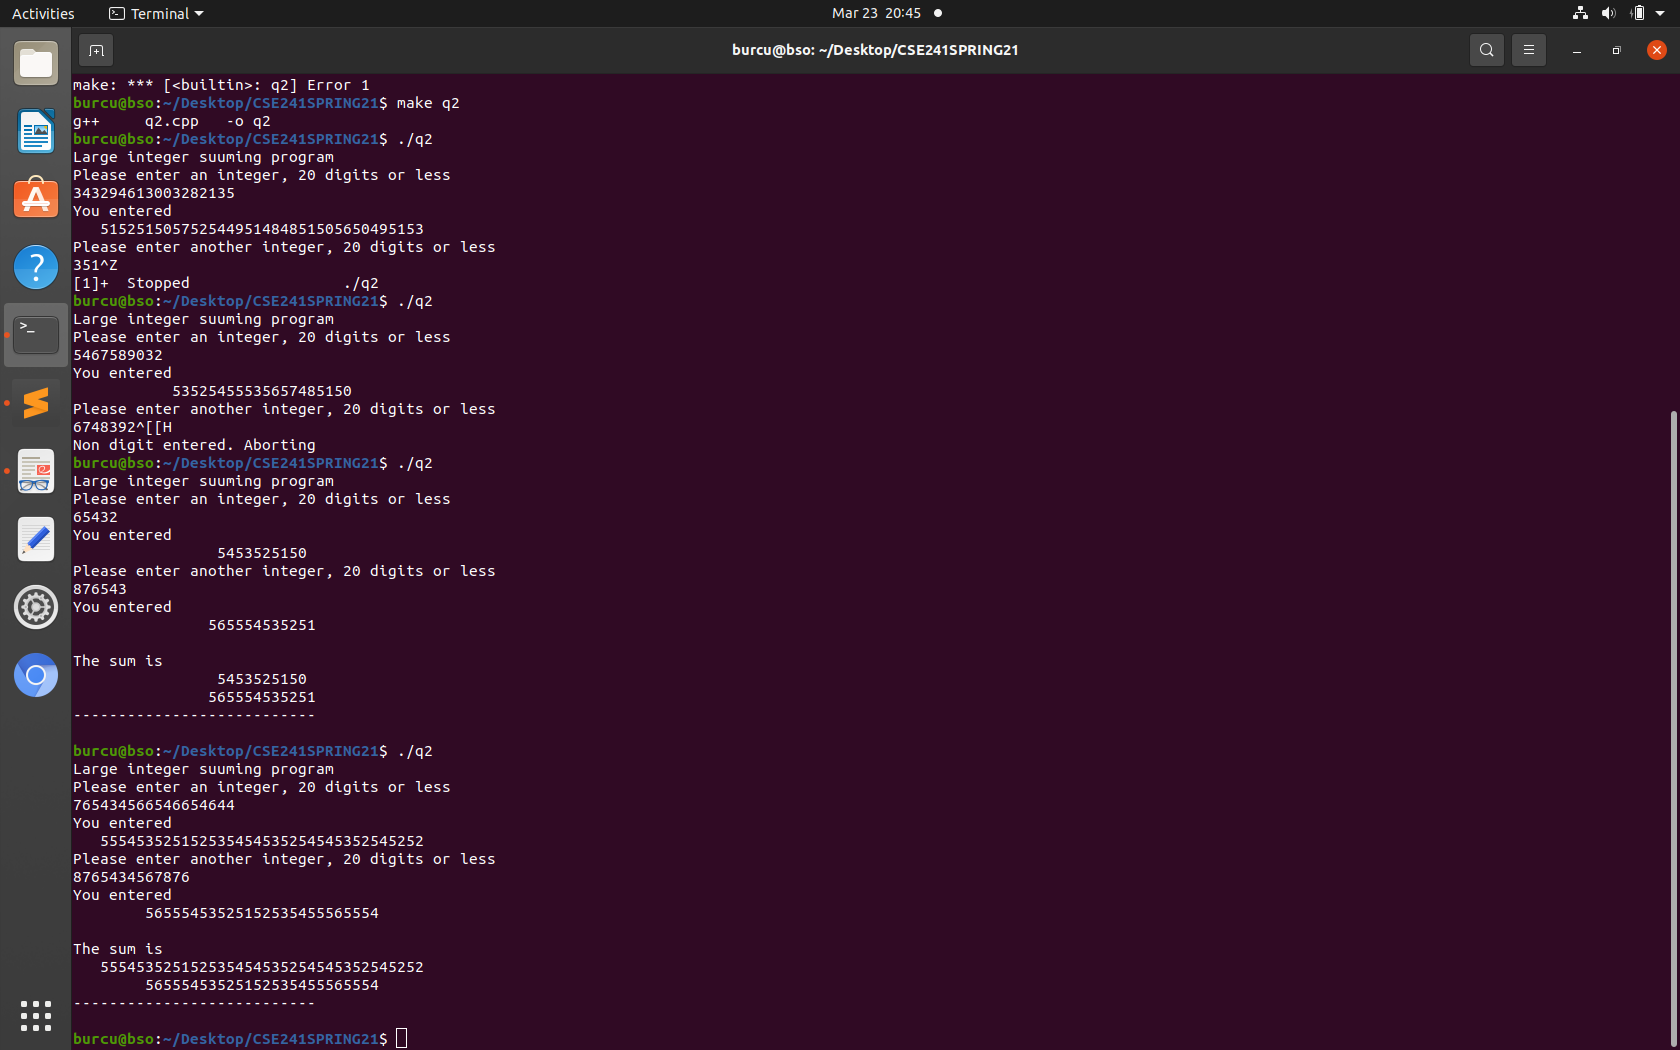 Activities
Terminal
Mar 23 20:45
burcu@bso: ~/Desktop/CSE241SPRING21
make: *** [<builtin>: q2] Error 1
burcu@bso:~/Desktop/CSE241SPRING21$ make q2
g++     q2.cpp   -o q2
burcu@bso:~/Desktop/CSE241SPRING21$ ./q2
Large integer suuming program
Please enter an integer, 20 digits or less
343294613003282135
You entered
   515251505752544951484851505650495153
Please enter another integer, 20 digits or less
351^Z
[1]+  Stopped                 ./q2
burcu@bso:~/Desktop/CSE241SPRING21$ ./q2
Large integer suuming program
Please enter an integer, 20 digits or less
5467589032
You entered
           53525455535657485150
Please enter another integer, 20 digits or less
6748392^[[H
Non digit entered. Aborting
burcu@bso:~/Desktop/CSE241SPRING21$ ./q2
Large integer suuming program
Please enter an integer, 20 digits or less
65432
You entered
                5453525150
Please enter another integer, 20 digits or less
876543
You entered
               565554535251
The sum is
                5453525150
               565554535251
---------------------------
burcu@bso:~/Desktop/CSE241SPRING21$ ./q2
Large integer suuming program
Please enter an integer, 20 digits or less
765434566546654644
You entered
   555453525152535454535254545352545252
Please enter another integer, 20 digits or less
8765434567876
You entered
        56555453525152535455565554
The sum is
   555453525152535454535254545352545252
        56555453525152535455565554
---------------------------
burcu@bso:~/Desktop/CSE241SPRING21$